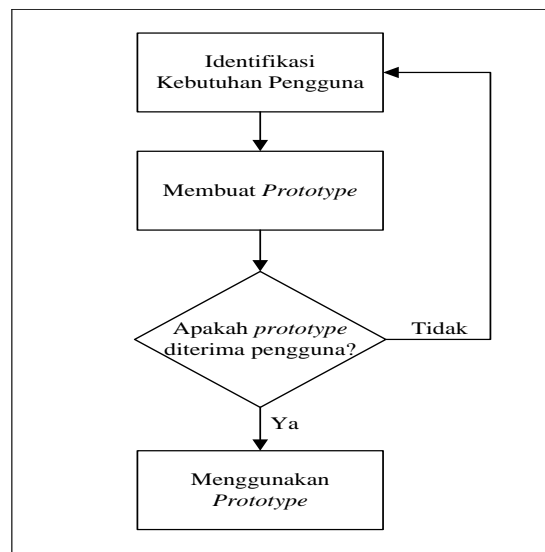 Identifikasi
Kebutuhan Pengguna
Membuat Prototype
Apakah prototype
diterima pengguna?
Tidak
Ya
Menggunakan
Prototype